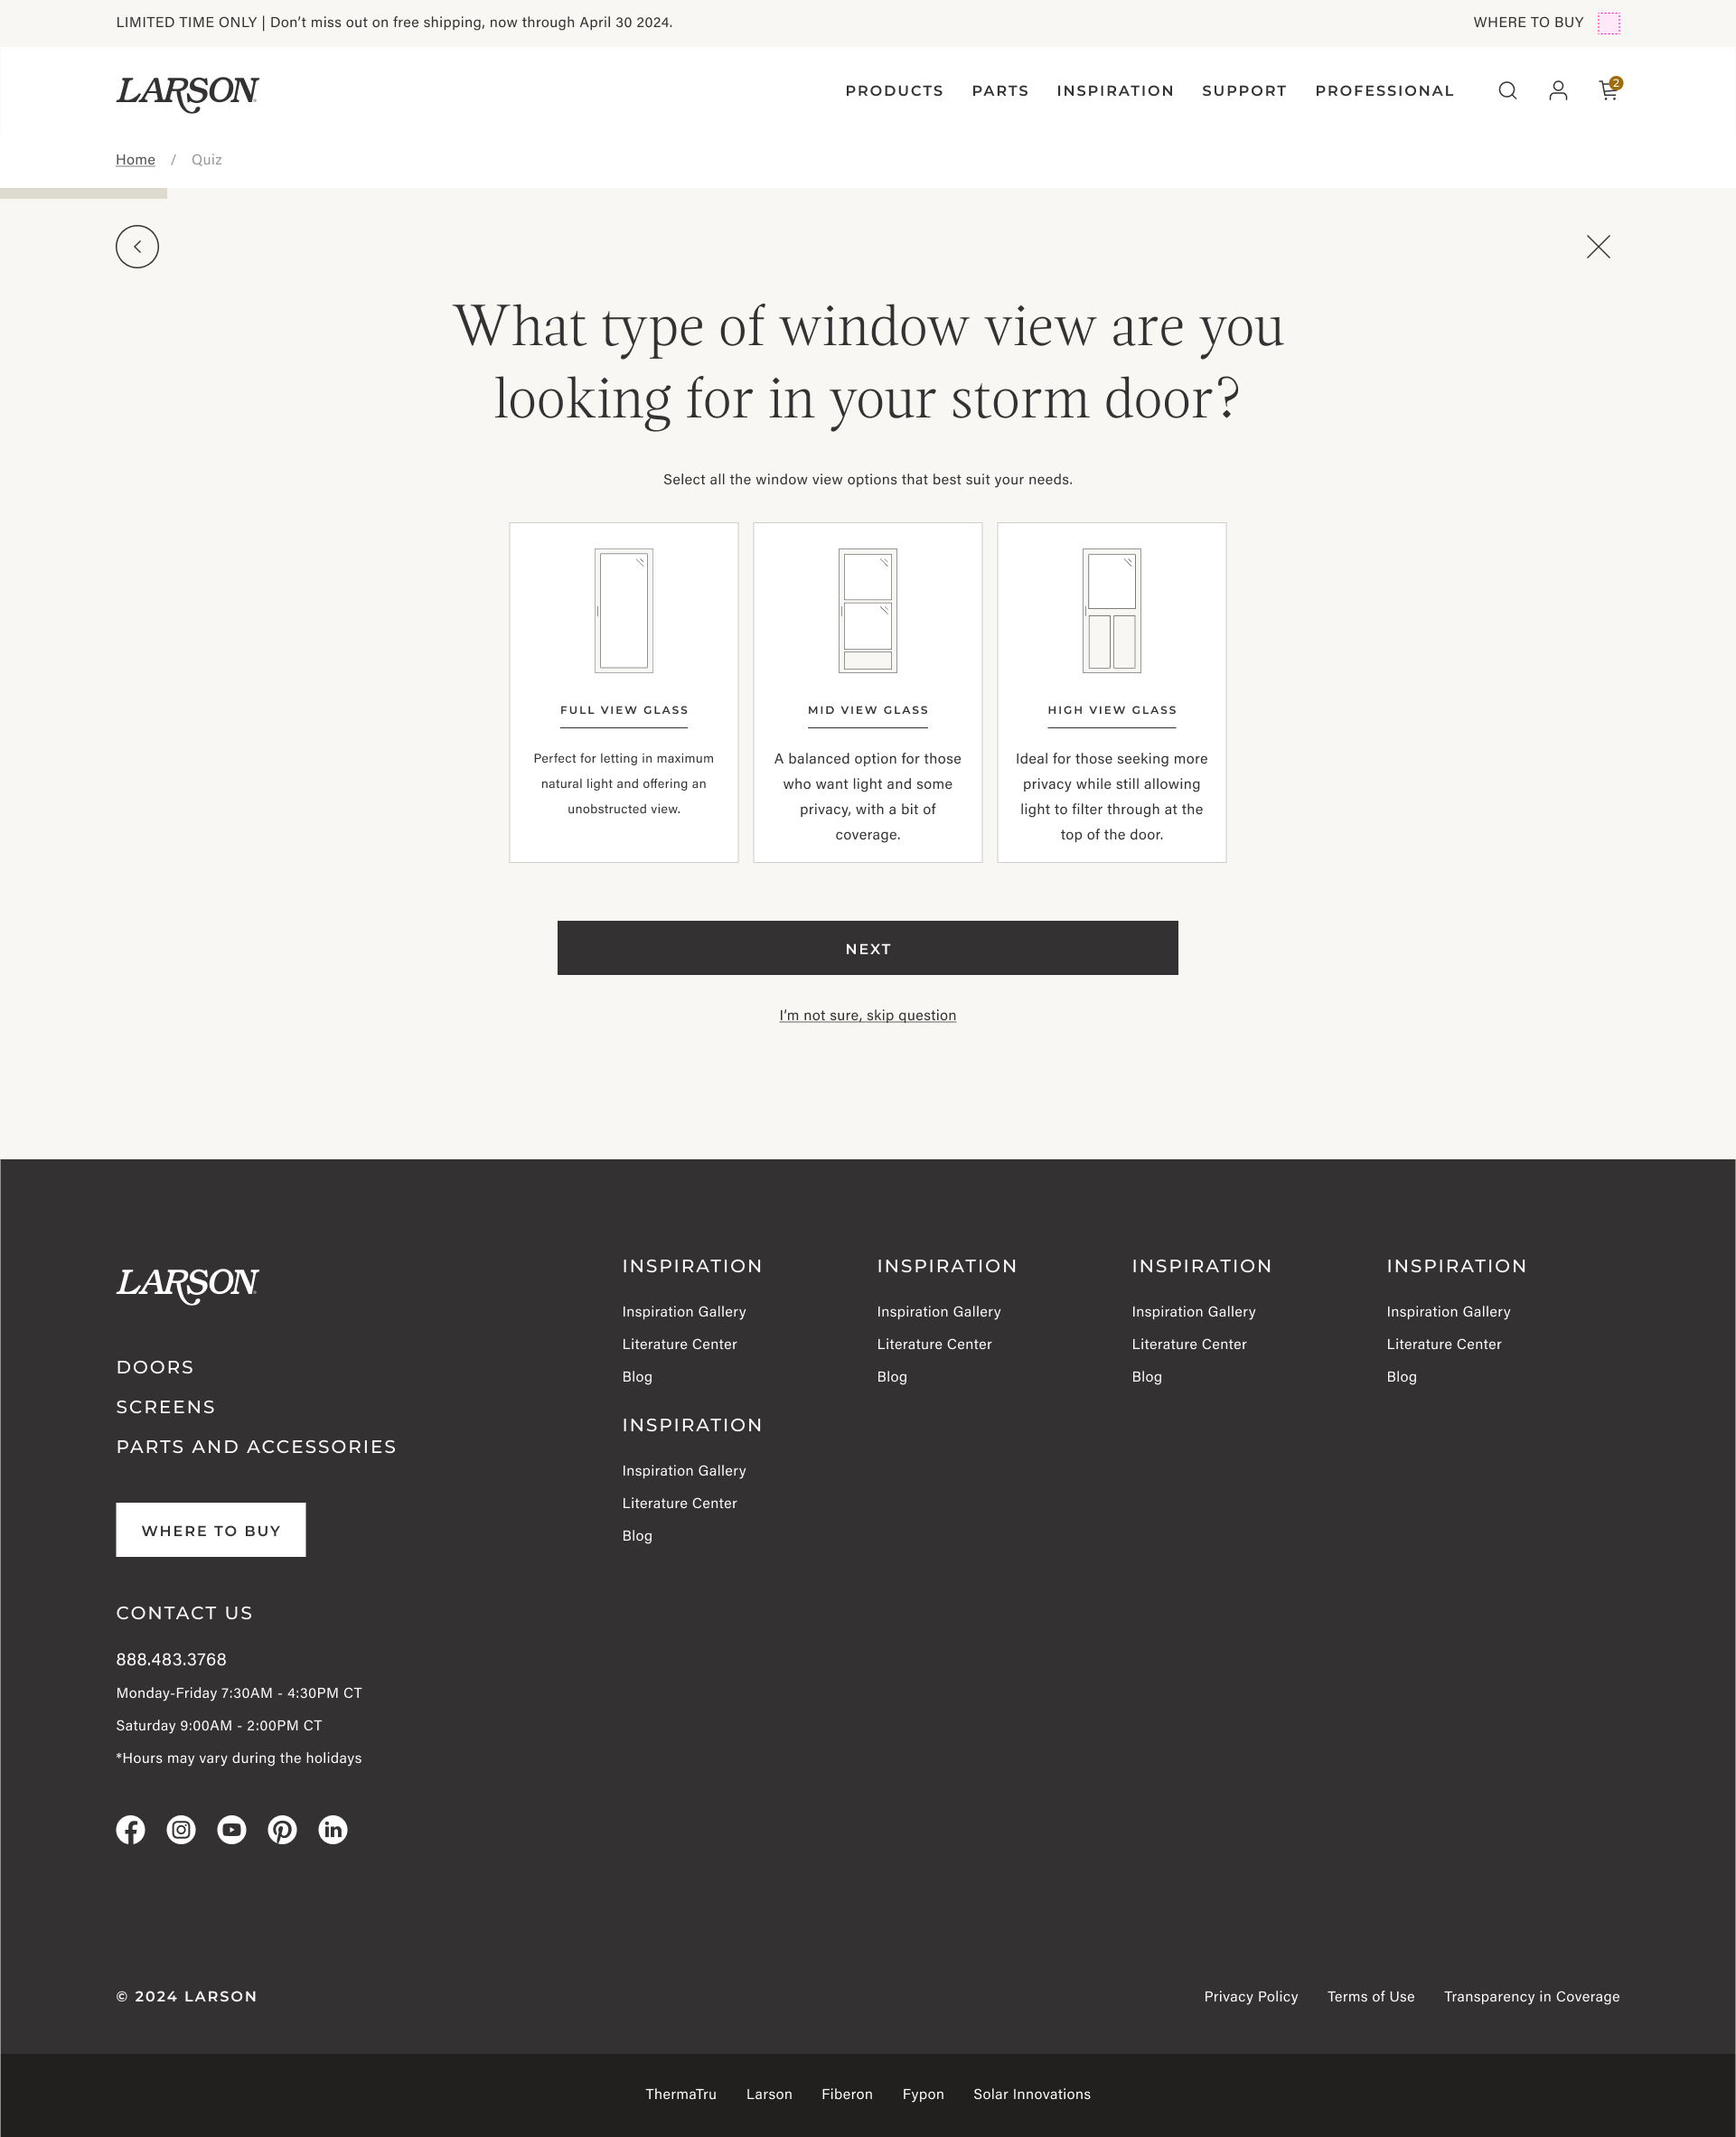 LIMITED TIME ONLY | Don't miss out on free shipping, now through April 30 2024.
WHERE TO BUY
LARSON
PRODUCTS
PARTS
INSPIRATION
SUPPORT
PROFESSIONAL
2
Home / Quiz
What type of window view are you
looking for in your storm door?
Select all the window view options that best suit your needs.
FULL VIEW GLASS
Perfect for letting in maximum
natural light and offering an
unobstructed view.
MID VIEW GLASS
A balanced option for those
who want light and some
privacy, with a bit of
coverage.
HIGH VIEW GLASS
Ideal for those seeking more
privacy while still allowing
light to filter through at the
top of the door.
NEXT
I'm not sure, skip question
LARSON
DOORS
SCREENS
PARTS AND ACCESSORIES
WHERE TO BUY
CONTACT US
888.483.3768
Monday-Friday 7:30AM - 4:30PM CT
Saturday 9:00AM - 2:00PM CT
*Hours may vary during the holidays
INSPIRATION
Inspiration Gallery
Literature Center
Blog
INSPIRATION
Inspiration Gallery
Literature Center
Blog
INSPIRATION
Inspiration Gallery
Literature Center
Blog
INSPIRATION
Inspiration Gallery
Literature Center
Blog
INSPIRATION
Inspiration Gallery
Literature Center
Blog
© 2024 LARSON
Privacy Policy
Terms of Use
Transparency in Coverage
ThermaTru
Larson
Fiberon
Fypon
Solar Innovations